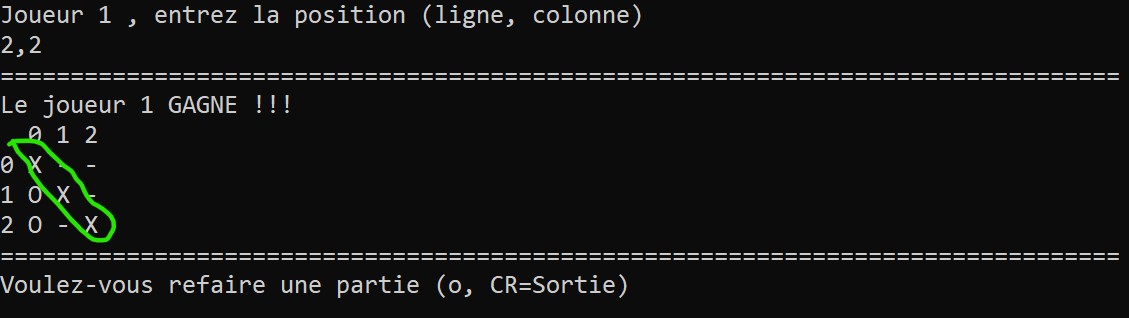 Joueur 1 , entrez la position (ligne, colonne)
2,2
================================================================================
Le joueur 1 GAGNE !!!
  0 1 2
0 X - -
1 O X -
2 O - X
================================================================================
Voulez-vous refaire une partie (o, CR=Sortie)